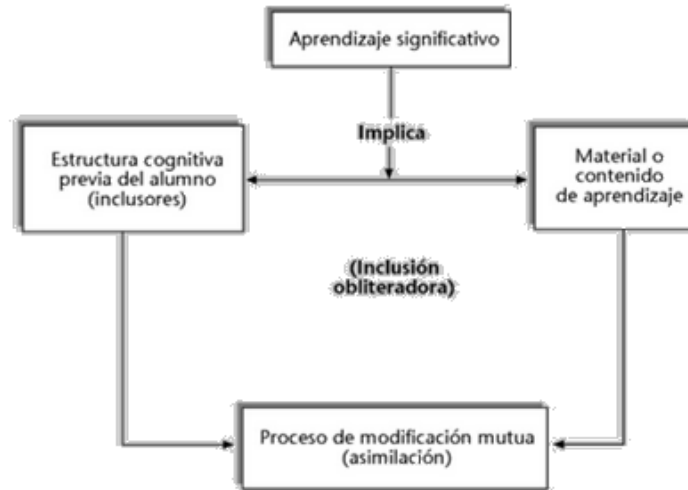 Aprendizaje significativo
Implica
Estructura cognitiva
previa del alumno
(inclusores)
Material o
contenido
de aprendizaje
(Inclusión
obliteradora)
Proceso de modificación mutua
(asimilación)